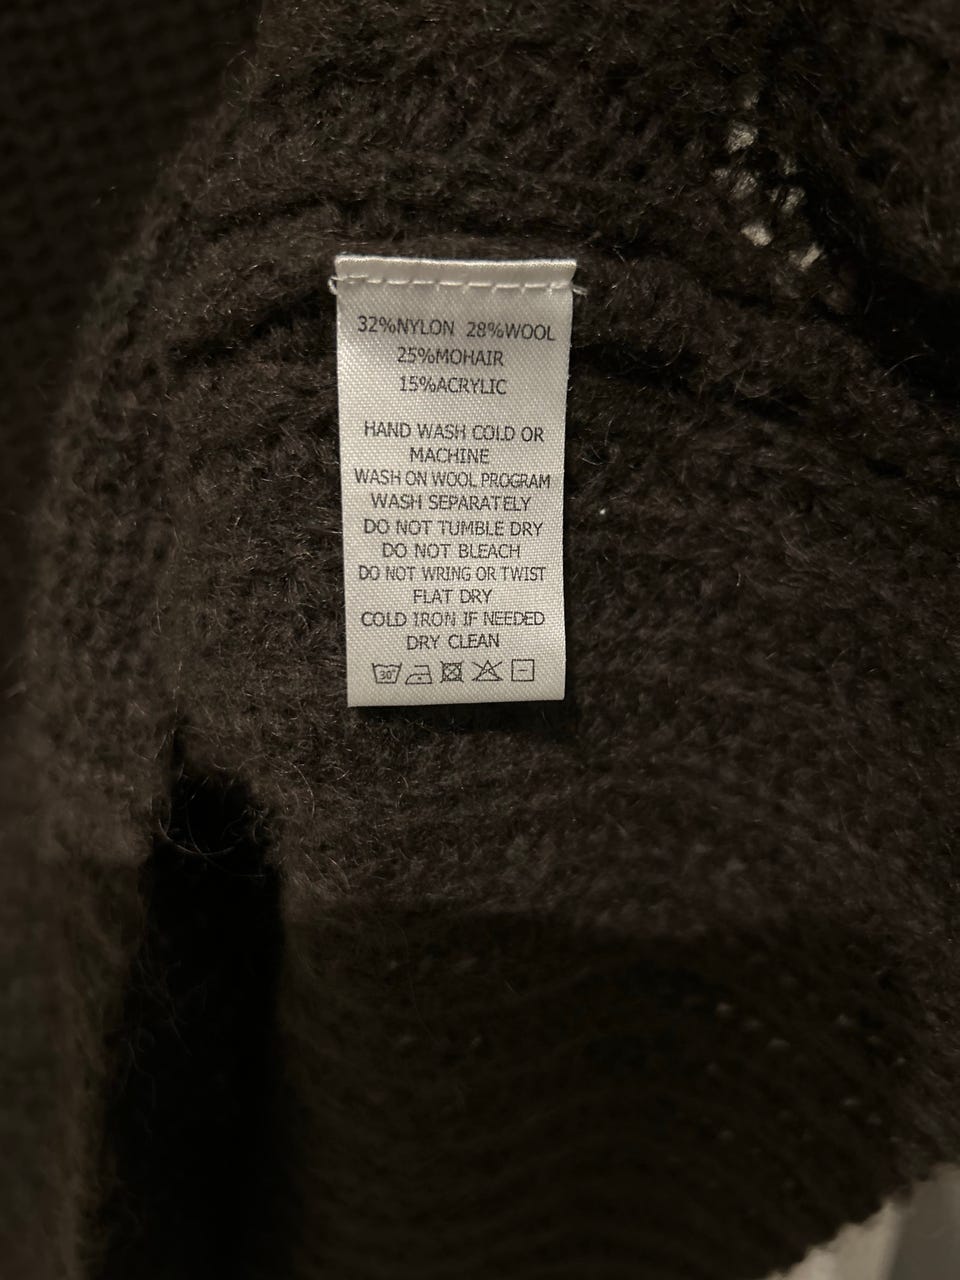 32%NYLON 28%WOOL
25%MOHAIR
15%ACRYLIC
HAND WASH COLD OR
MACHINE
WASH ON WOOL PROGRAM
WASH SEPARATELY
DO NOT TUMBLE DRY
DO NOT BLEACH
DO NOT WRING OR TWIST
FLAT DRY
COLD IRON IF NEEDED
DRY CLEAN
30°